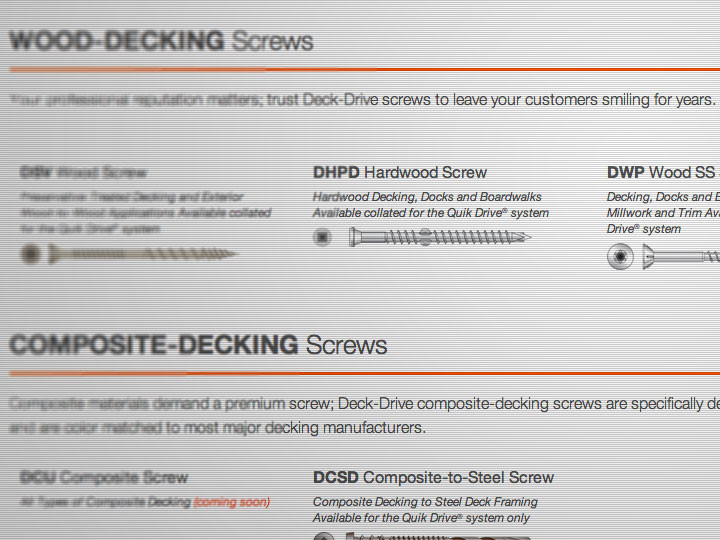 WOOD-DECKING Screws
Your professional reputation matters; trust Deck-Drive screws to leave your customers smiling for years.
DSV Wood Screw
DHPD Hardwood Screw
DWP Wood SS
Preservative-Treated Decking and Exterior
Hardwood Decking, Docks and Boardwalks
Decking, Docks and
Wood-to-Wood Applications Available collated
Available collated for the Quik Drive® system
Millwork and Trim
for the Quik Drive® system
Drive® system
COMPOSITE-DECKING Screws
Composite materials demand a premium screw; Deck-Drive composite-decking screws are specifically
and are color matched to most major decking manufacturers.
DCU Composite Screw
DCSD Composite-to-Steel Screw
All Types of Composite Decking (coming soon)
Composite Decking to Steel Deck Framing
Available for the Quik Drive® system only